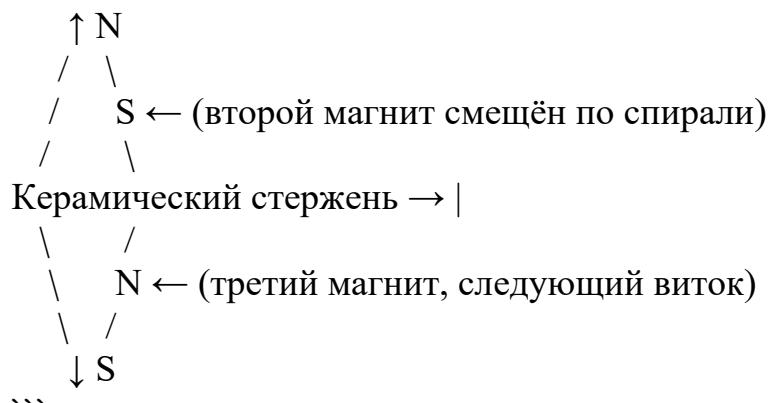 ↑ N
/ \
/ S ← (второй магнит смещён по спирали)
/ \
Керамический стержень → |
\ /
\ N ← (третий магнит, следующий виток)
\ /
↓ S
```